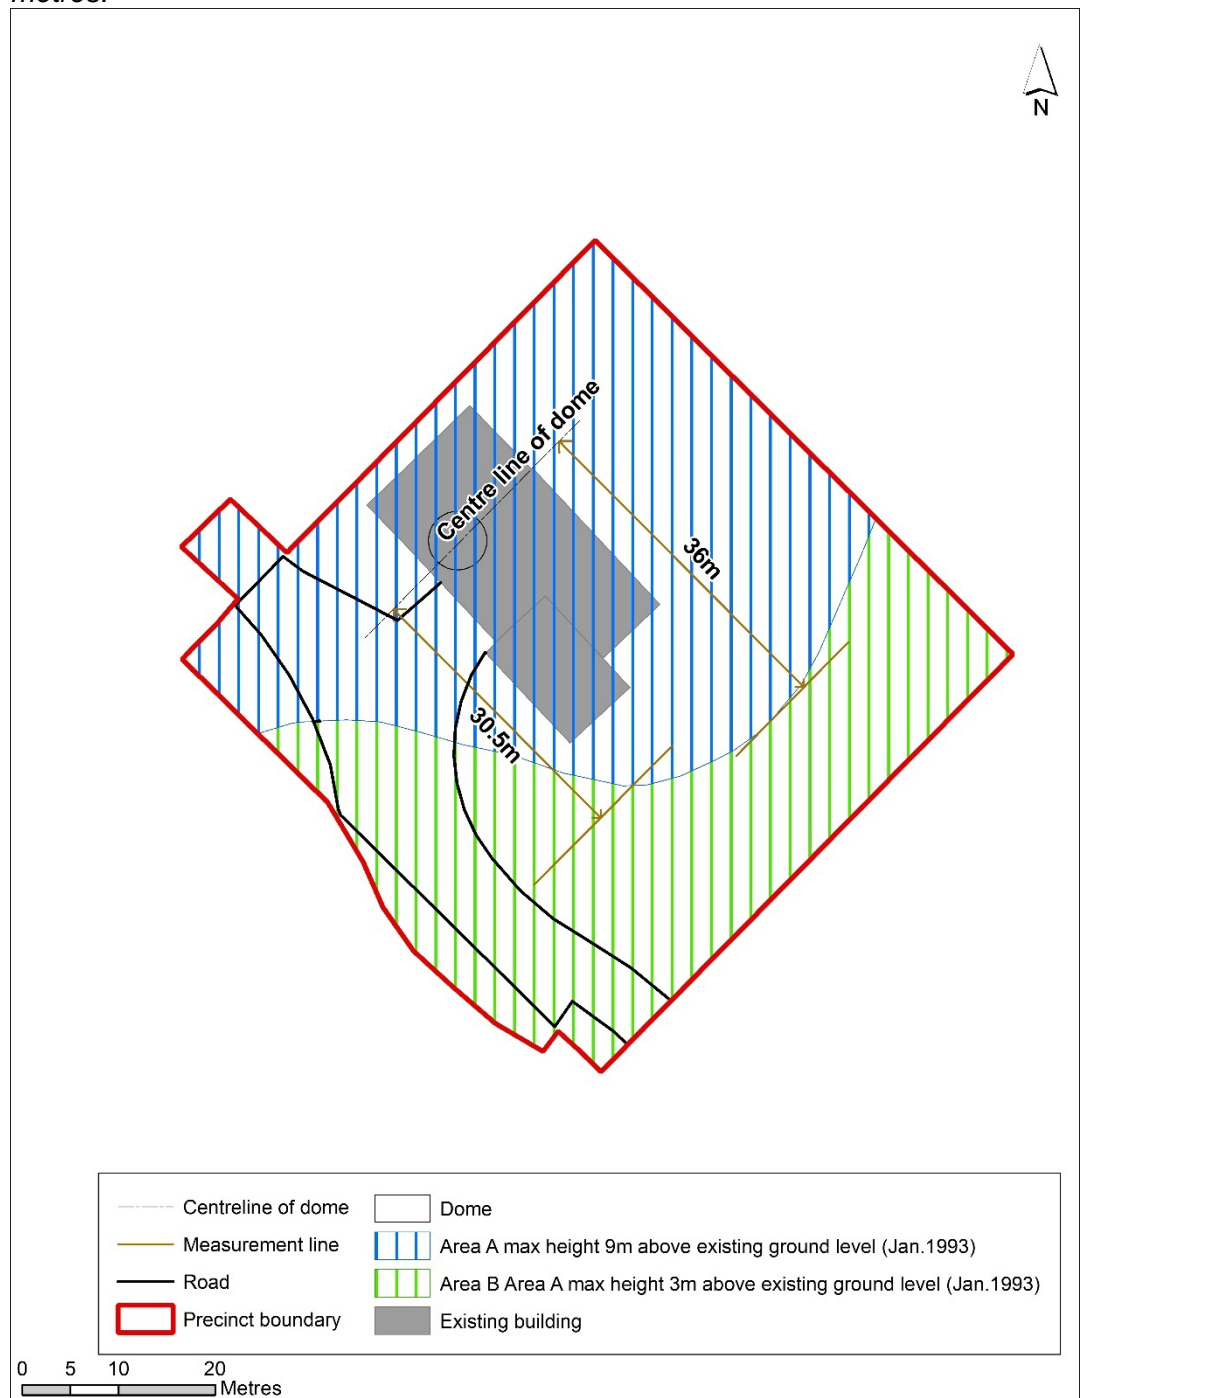 metres.
N
Centre line of dome
36m
30.5m
Centreline of dome
Measurement line
Road
Precinct boundary
Dome
Area A max height 9m above existing ground level (Jan.1993)
Area B Area A max height 3m above existing ground level (Jan.1993)
Existing building
0 5 10 20
Metres